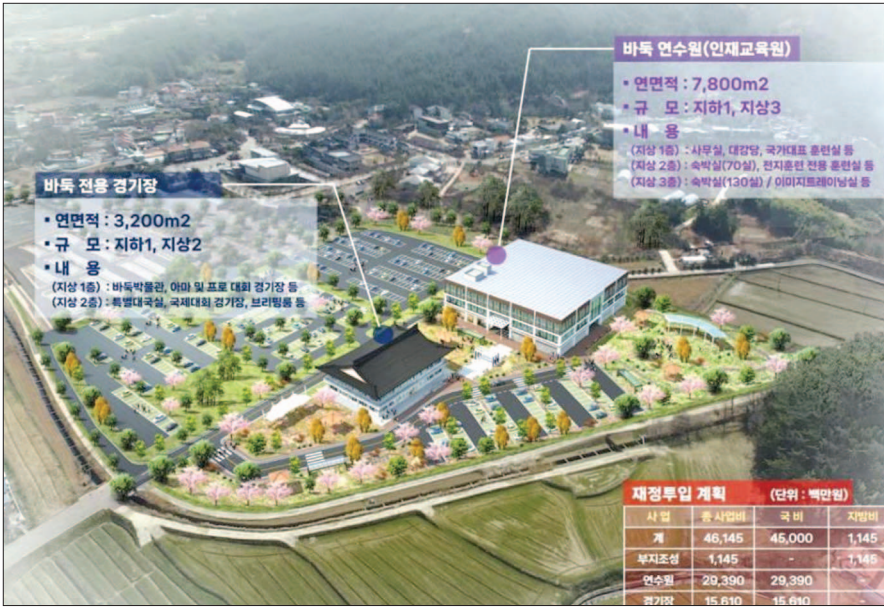 바둑 연수원(인재교육원)
▪ 연면적 : 7,800m2
▪ 규 모 : 지하1, 지상3
▪ 내 용
(지상 1층) : 사무실, 대강당, 국가대표 훈련실 등
(지상 2층) : 숙박실(70실), 전지훈련 전용 훈련실 등
(지상 3층) : 숙박실(130실) / 이미지트레이닝실 등
바둑 전용 경기장
▪ 연면적 : 3,200m2
▪ 규 모 : 지하1, 지상2
▪ 내 용
(지상 1층) : 바둑박물관, 아마 및 프로 대회 경기장 등
(지상 2층) : 특별대국실, 국제대회 경기장, 브리핑룸 등
재정투입 계획 (단위 : 백만원)
사 업 총 사업비 국 비 지방비
계 46,145 45,000 1,145
부지조성 1,145 - 1,145
연수원 29,390 29,390
경기장 15,610 15,610 -